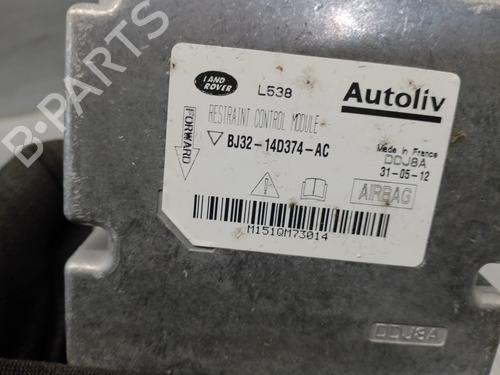 LAND
ROVER
L538
Autoliv
RESTRAINT CONTROL MODULE
FORWARD
BJ32-14D374-AC
Made in France
DDJ8A
31-05-12
AIRBAG
M151QM73014
DDJ8A
B-PARTS